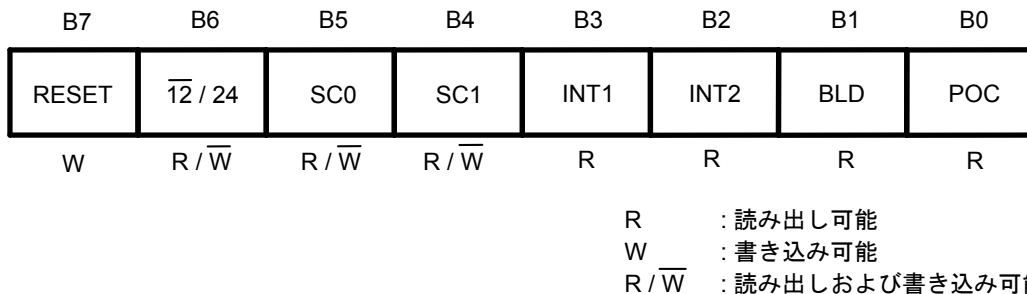 B7 B6 B5 B4 B3 B2 B1 B0
RESET 12 / 24 SC0 SC1 INT1 INT2 BLD POC
W R / W R / W R / W R R R R
R : 読み出し可能
W : 書き込み可能
R / W : 読み出しおよび書き込み可能